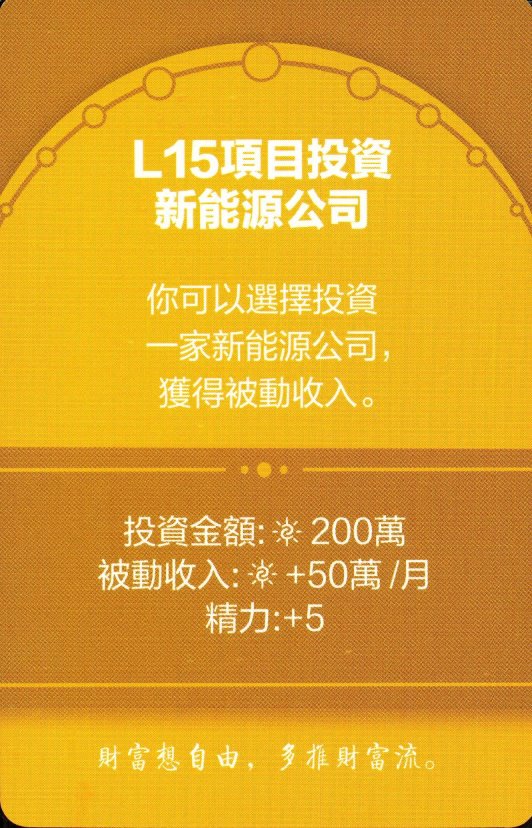 L15項目投資
新能源公司
你可以選擇投資
一家新能源公司，
獲得被動收入。
投資金額: 200萬
被動收入: +50萬 /月
精力:+5
財富想自由，多推財富流。